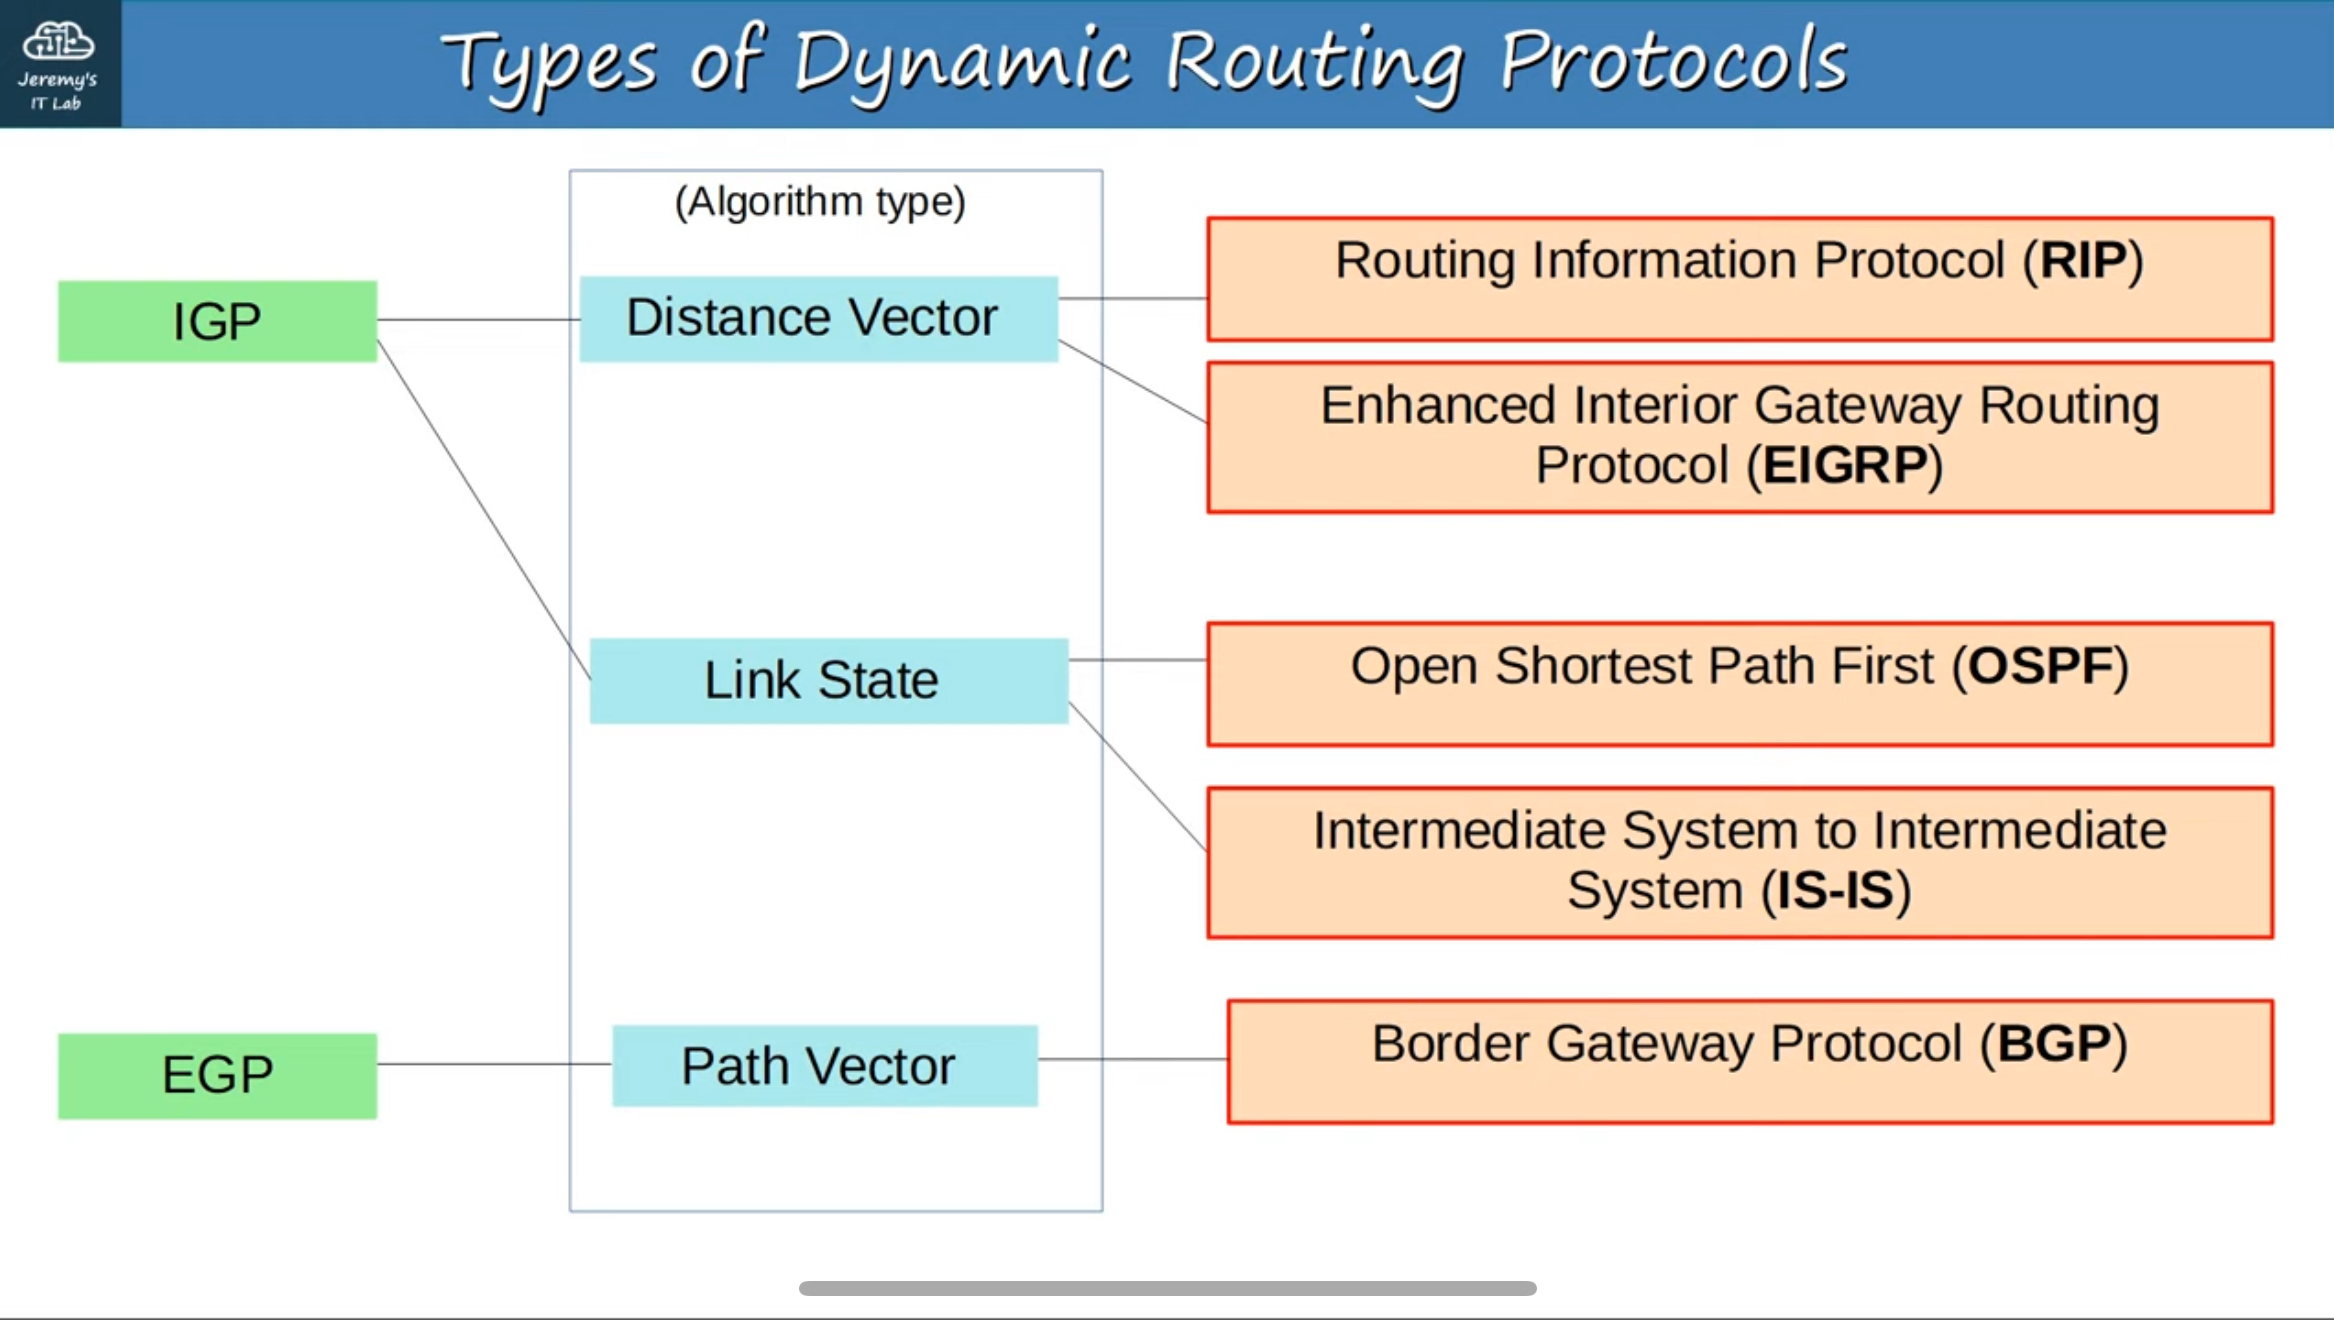 Jeremy's
IT Lab
Types of Dynamic Routing Protocols
(Algorithm type)
IGP
Distance Vector
Routing Information Protocol (RIP)
Enhanced Interior Gateway Routing
Protocol (EIGRP)
Link State
Open Shortest Path First (OSPF)
Intermediate System to Intermediate
System (IS-IS)
EGP
Path Vector
Border Gateway Protocol (BGP)